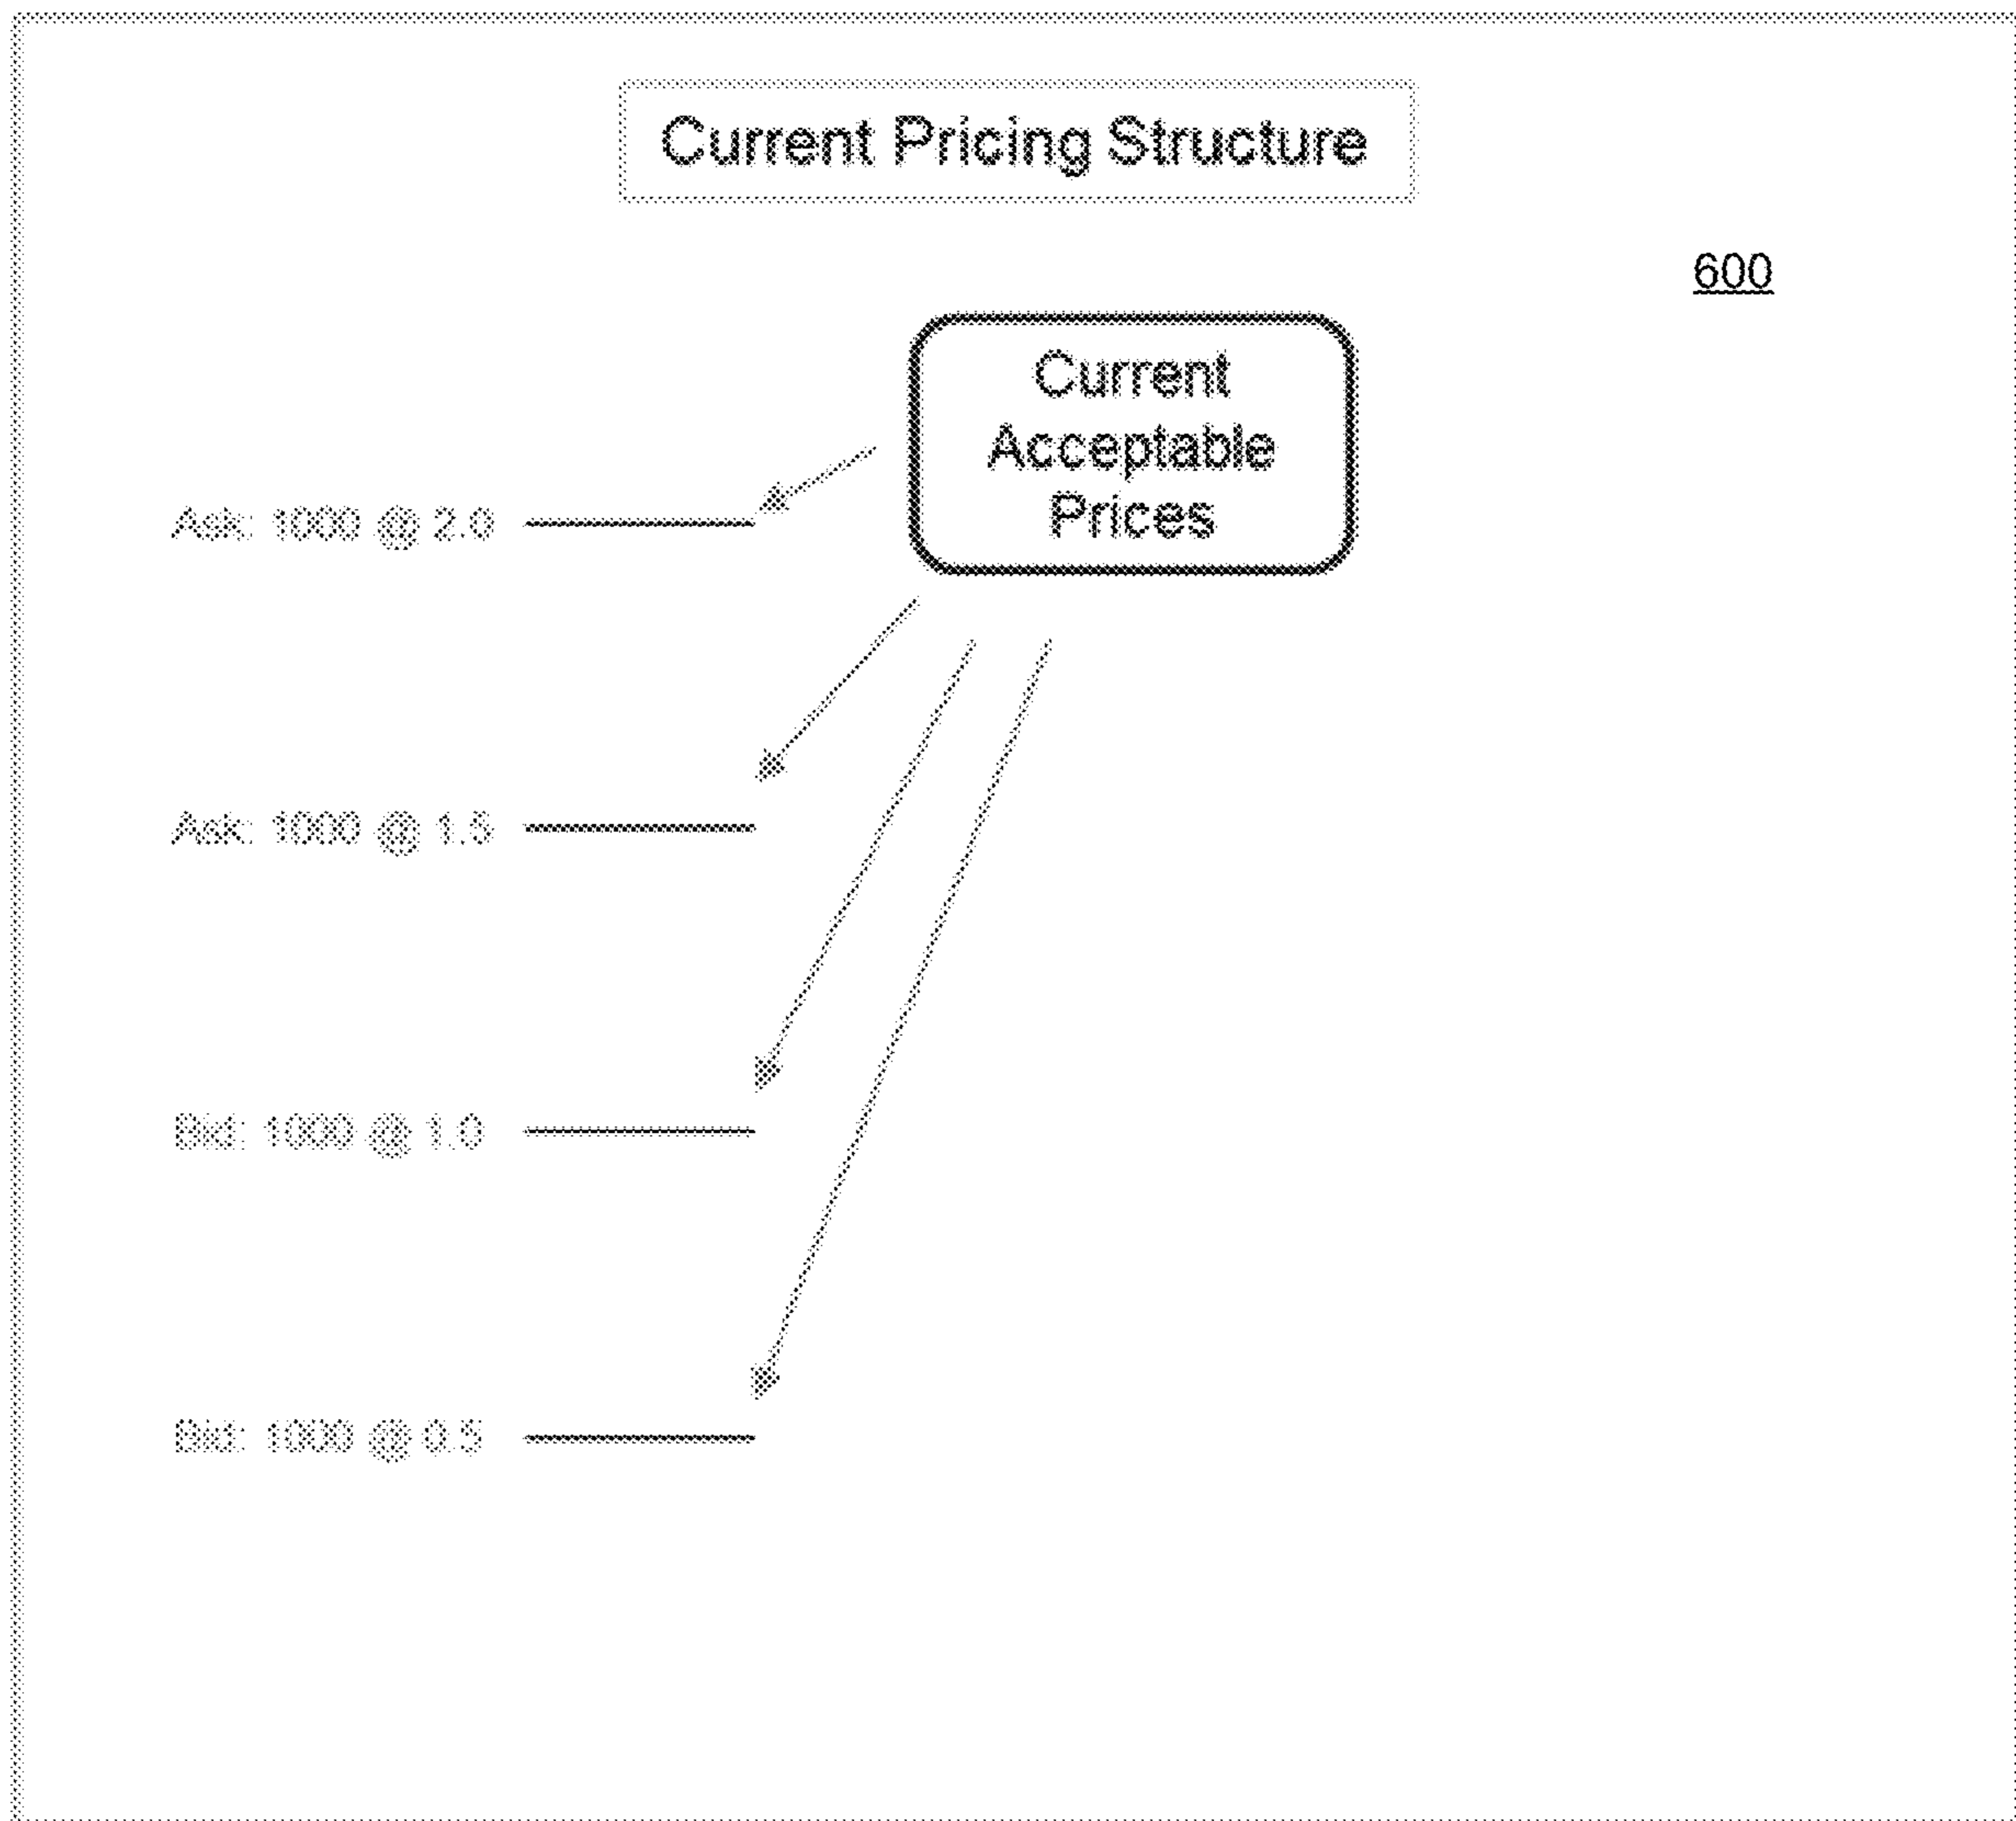 Current Pricing Structure
600
Current
Acceptable
Prices
Ask: 1000 @ 2.0
Ask: 1000 @ 1.5
Bid: 1000 @ 1.0
Bid: 1000 @ 0.5